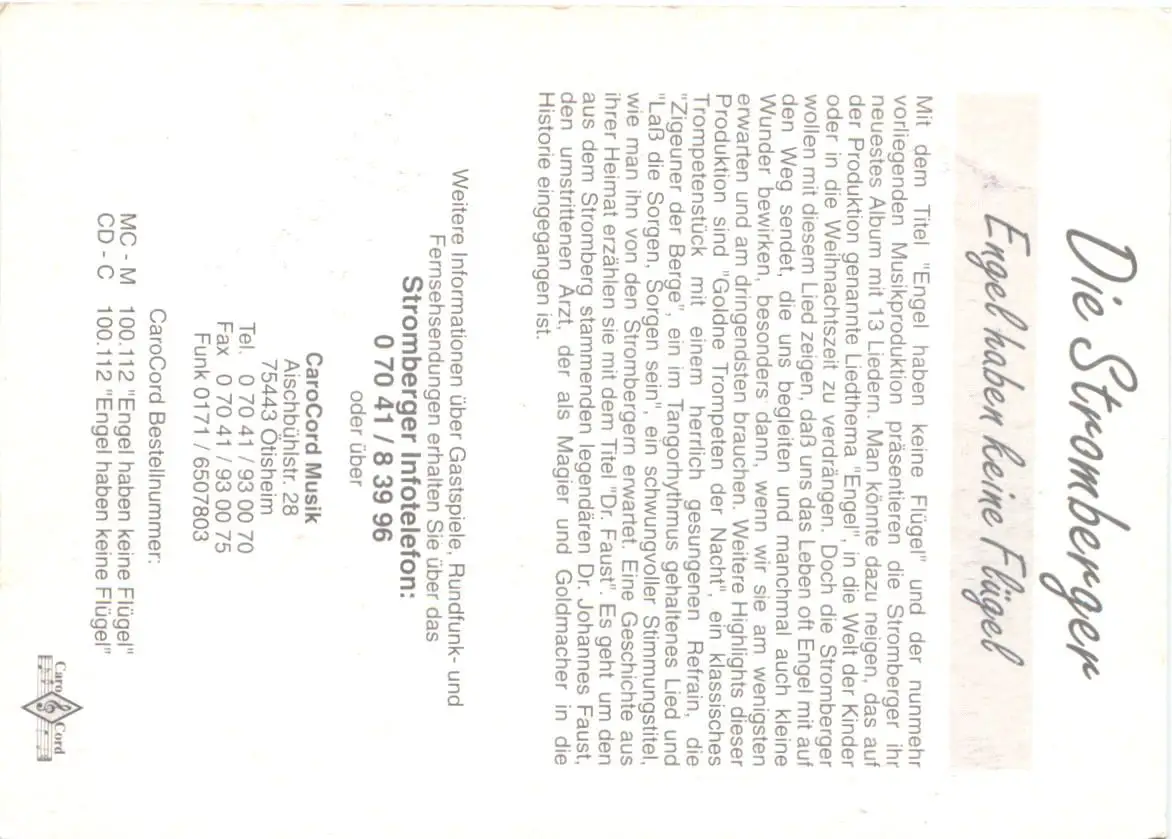 Die Stromberger
Engel haben keine Flügel
Mit dem Titel "Engel haben keine Flügel" und der nunmehr
vorliegenden Musikproduktion präsentieren die Stromberger ihr
neuestes Album mit 13 Liedern. Man könnte dazu neigen, das auf
der Produktion genannte Liedthema "Engel", in die Welt der Kinder
oder in die Weihnachtszeit zu verdrängen. Doch die Stromberger
wollen mit diesem Lied zeigen, daß uns das Leben oft Engel mit auf
den Weg sendet, die uns begleiten und manchmal auch kleine
Wunder bewirken, besonders dann, wenn wir sie am wenigsten
erwarten und am dringendsten brauchen. Weitere Highlights dieser
Produktion sind "Goldne Trompeten der Nacht", ein klassisches
Trompetenstück mit einem herrlich gesungenen Refrain, die
"Zigeuner der Berge", ein im Tangorhythmus gehaltenes Lied und
"Laß die Sorgen, Sorgen sein", ein schwungvoller Stimmungstitel,
wie man ihn von den Strombergern erwartet. Eine Geschichte aus
ihrer Heimat erzählen sie mit dem Titel "Dr. Faust". Es geht um den
aus dem Stromberg stammenden legendären Dr. Johannes Faust,
den umstrittenen Arzt, der als Magier und Goldmacher in die
Historie eingegangen ist.
Weitere Informationen über Gastspiele, Rundfunk- und
Fernsehsendungen erhalten Sie über das
Stromberger Infotelefon:
0 70 41 / 8 39 96
oder über
CaroCord Musik
Aischbühlstr. 28
75443 Ötisheim
Tel. 0 70 41 / 93 00 70
Fax 0 70 41 / 93 00 75
Funk 0171 / 6507803
CaroCord Bestellnummer:
MC - M 100.112 "Engel haben keine Flügel"
CD - C 100.112 "Engel haben keine Flügel"
Caro Cord